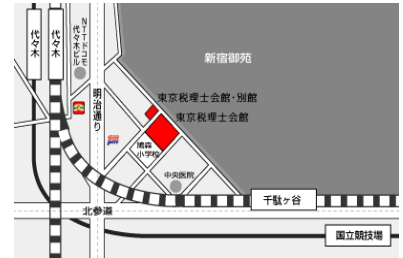 代々木
代々木
NTTドコモ
代々木ビル
新宿御苑
明治通り
東京税理士会館・別館
東京税理士会館
鳩森
小学校
中央医院
千駄ヶ谷
北参道
国立競技場